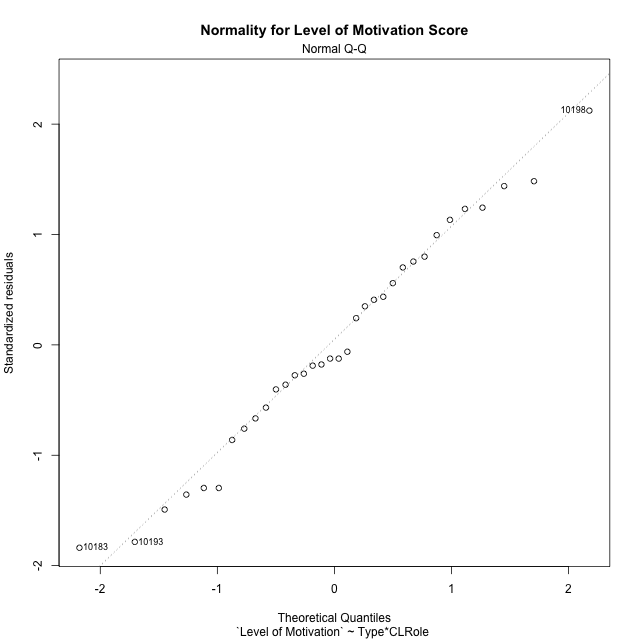 Normality for Level of Motivation Score
Normal Q-Q
10198
2
1
Standardized residuals
0
-1
10193
10183
-2
-2 -1 0 1 2
Theoretical Quantiles
`Level of Motivation` ~ Type*CLRole